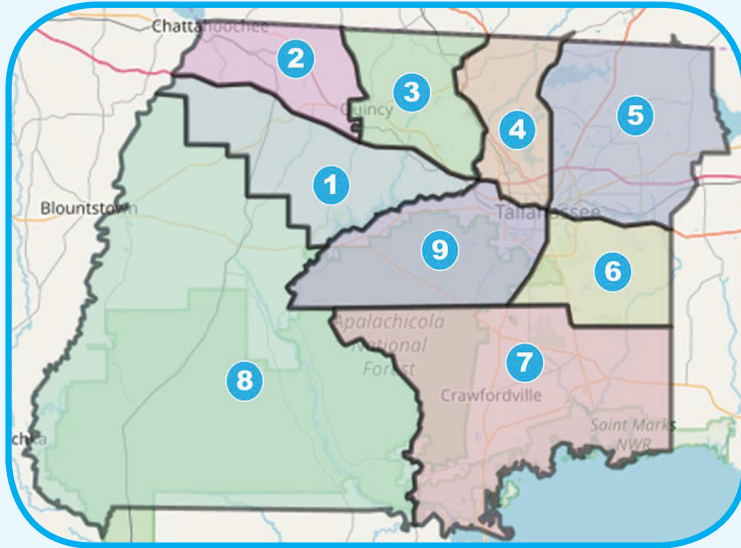 Chattahoochee
2
3
Quincy
4
5
1
Blountstown
Tallahassee
9
6
Apalachicola
National
Forest
7
8
Crawfordville
Saint Marks
NWR
chka